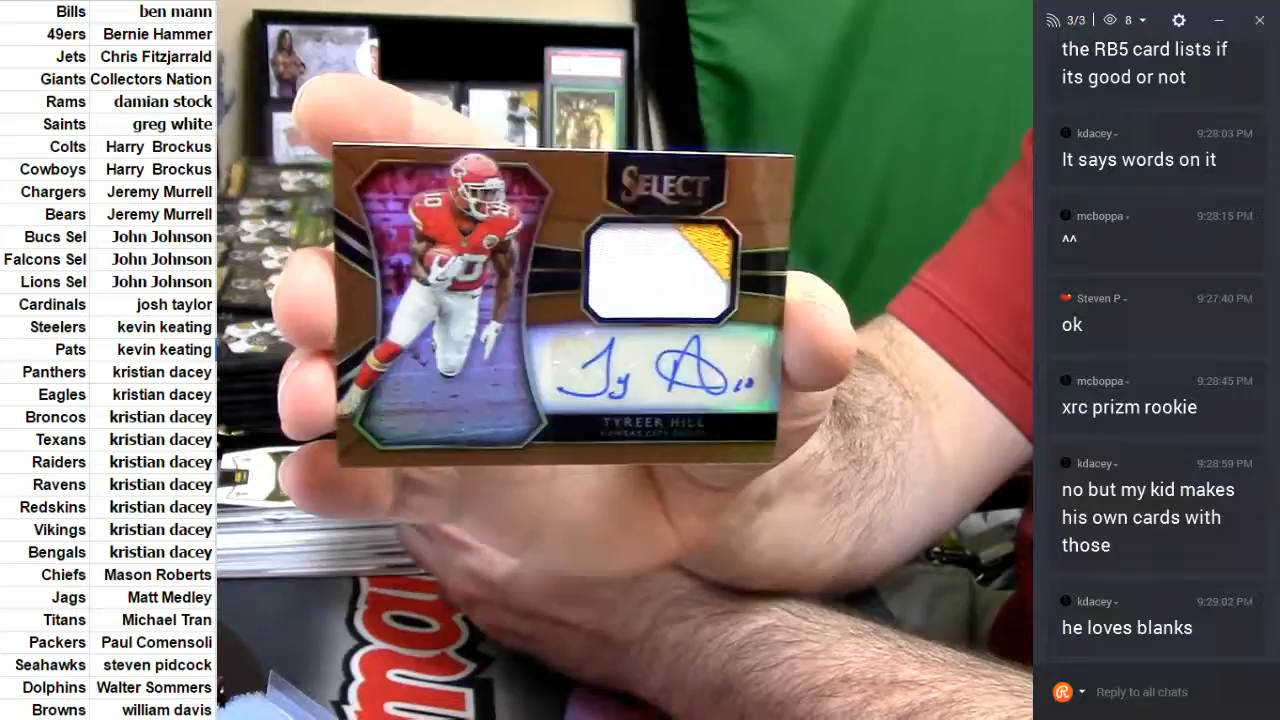 Bills ben mann
49ers Bernie Hammer
Jets Chris Fitzjarrald
Giants Collectors Nation
Rams damian stock
Saints greg white
Colts Harry Brockus
Cowboys Harry Brockus
Chargers Jeremy Murrell
Bears Jeremy Murrell
Bucs Sel John Johnson
Falcons Sel John Johnson
Lions Sel John Johnson
Cardinals josh taylor
Steelers kevin keating
Pats kevin keating
Panthers kristian dacey
Eagles kristian dacey
Broncos kristian dacey
Texans kristian dacey
Raiders kristian dacey
Ravens kristian dacey
Redskins kristian dacey
Vikings kristian dacey
Bengals kristian dacey
Chiefs Mason Roberts
Jags Matt Medley
Titans Michael Tran
Packers Paul Comensoli
Seahawks steven pidcock
Dolphins Walter Sommers
Browns william davis
SELECT
10
10
Ty
10
TYREEK HILL
3/3 8
the RB5 card lists if
its good or not
kdacey 9:28:03 PM
It says words on it
mcboppa 9:28:15 PM
^^
Steven P 9:27:40 PM
ok
mcboppa 9:28:45 PM
xrc prizm rookie
kdacey 9:28:59 PM
no but my kid makes
his own cards with
those
kdacey 9:29:02 PM
he loves blanks
Reply to all chats